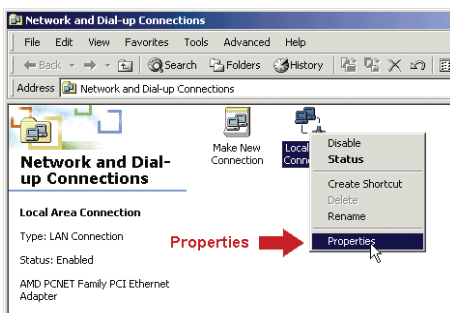 Network and Dial-up Connections
File Edit View Favorites Tools Advanced Help
Back Search Folders History
Address Network and Dial-up Connections
Network and Dial-
up Connections
Local Area Connection
Type: LAN Connection
Status: Enabled
AMD PCNET Family PCI Ethernet
Adapter
Make New
Connection
Local
Conne
Disable
Status
Create Shortcut
Delete
Rename
Properties
Properties